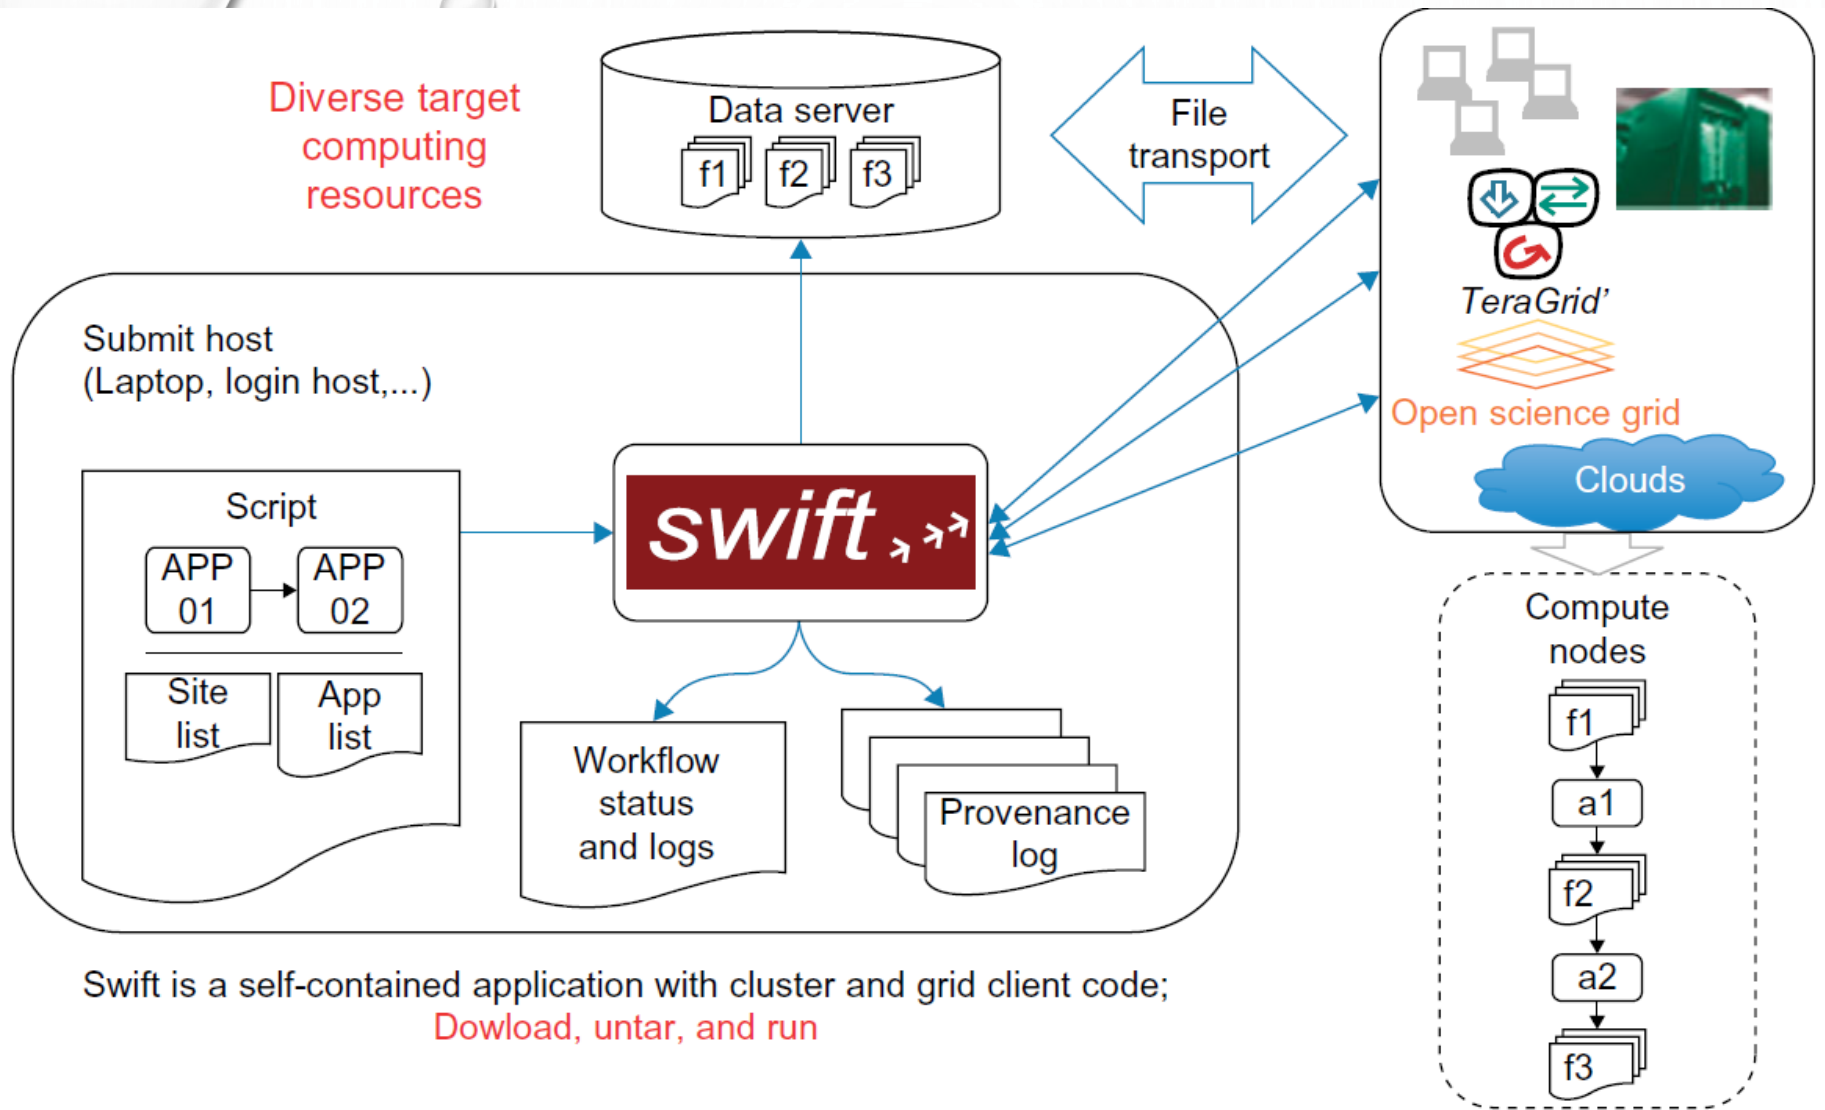 Diverse target
computing
resources
Data server
f1
f2
f3
File
transport
TeraGrid'
Open science grid
Clouds
Submit host
(Laptop, login host,...)
Script
APP
01
APP
02
Site
list
App
list
swift
Workflow
status
and logs
Provenance
log
Compute
nodes
f1
a1
f2
a2
f3
Swift is a self-contained application with cluster and grid client code;
Dowload, untar, and run